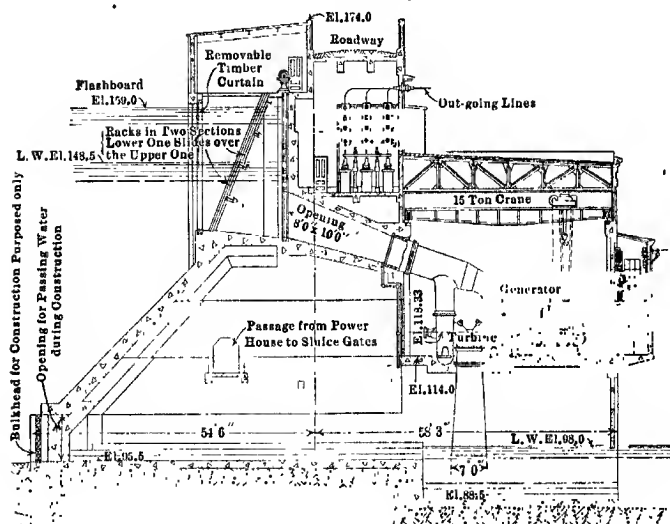 El.174.0
Roadway
Removable
Timber
Curtain
Flashboard
El.159.0
Out-going Lines
Racks in Two Sections
Lower One Slides over
the Upper One
L.W.El.148.5
15 Ton Crane
Opening
8'0"x 10'0"
Generator
El.118.33
Turbine
Passage from Power
House to Sluice Gates
El.114.0
Bulkhead for Construction Purposed only
Opening for Passing Water
during Construction
54'6"
58'3"
L.W.El.98.0
El.95.5
7'0"
El.88.5